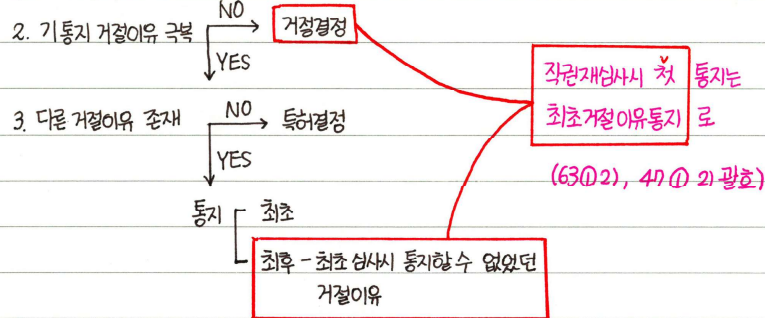 2. 기통지 거절이유 극복 NO 거절결정
YES
직권재심사시 첫 통지는
최초거절이유통지로
3. 다른 거절이유 존재 NO 특허결정
YES
(63①2), 47①2)괄호)
통지 최초
최후 - 최초심사시 통지할 수 없었던
거절이유